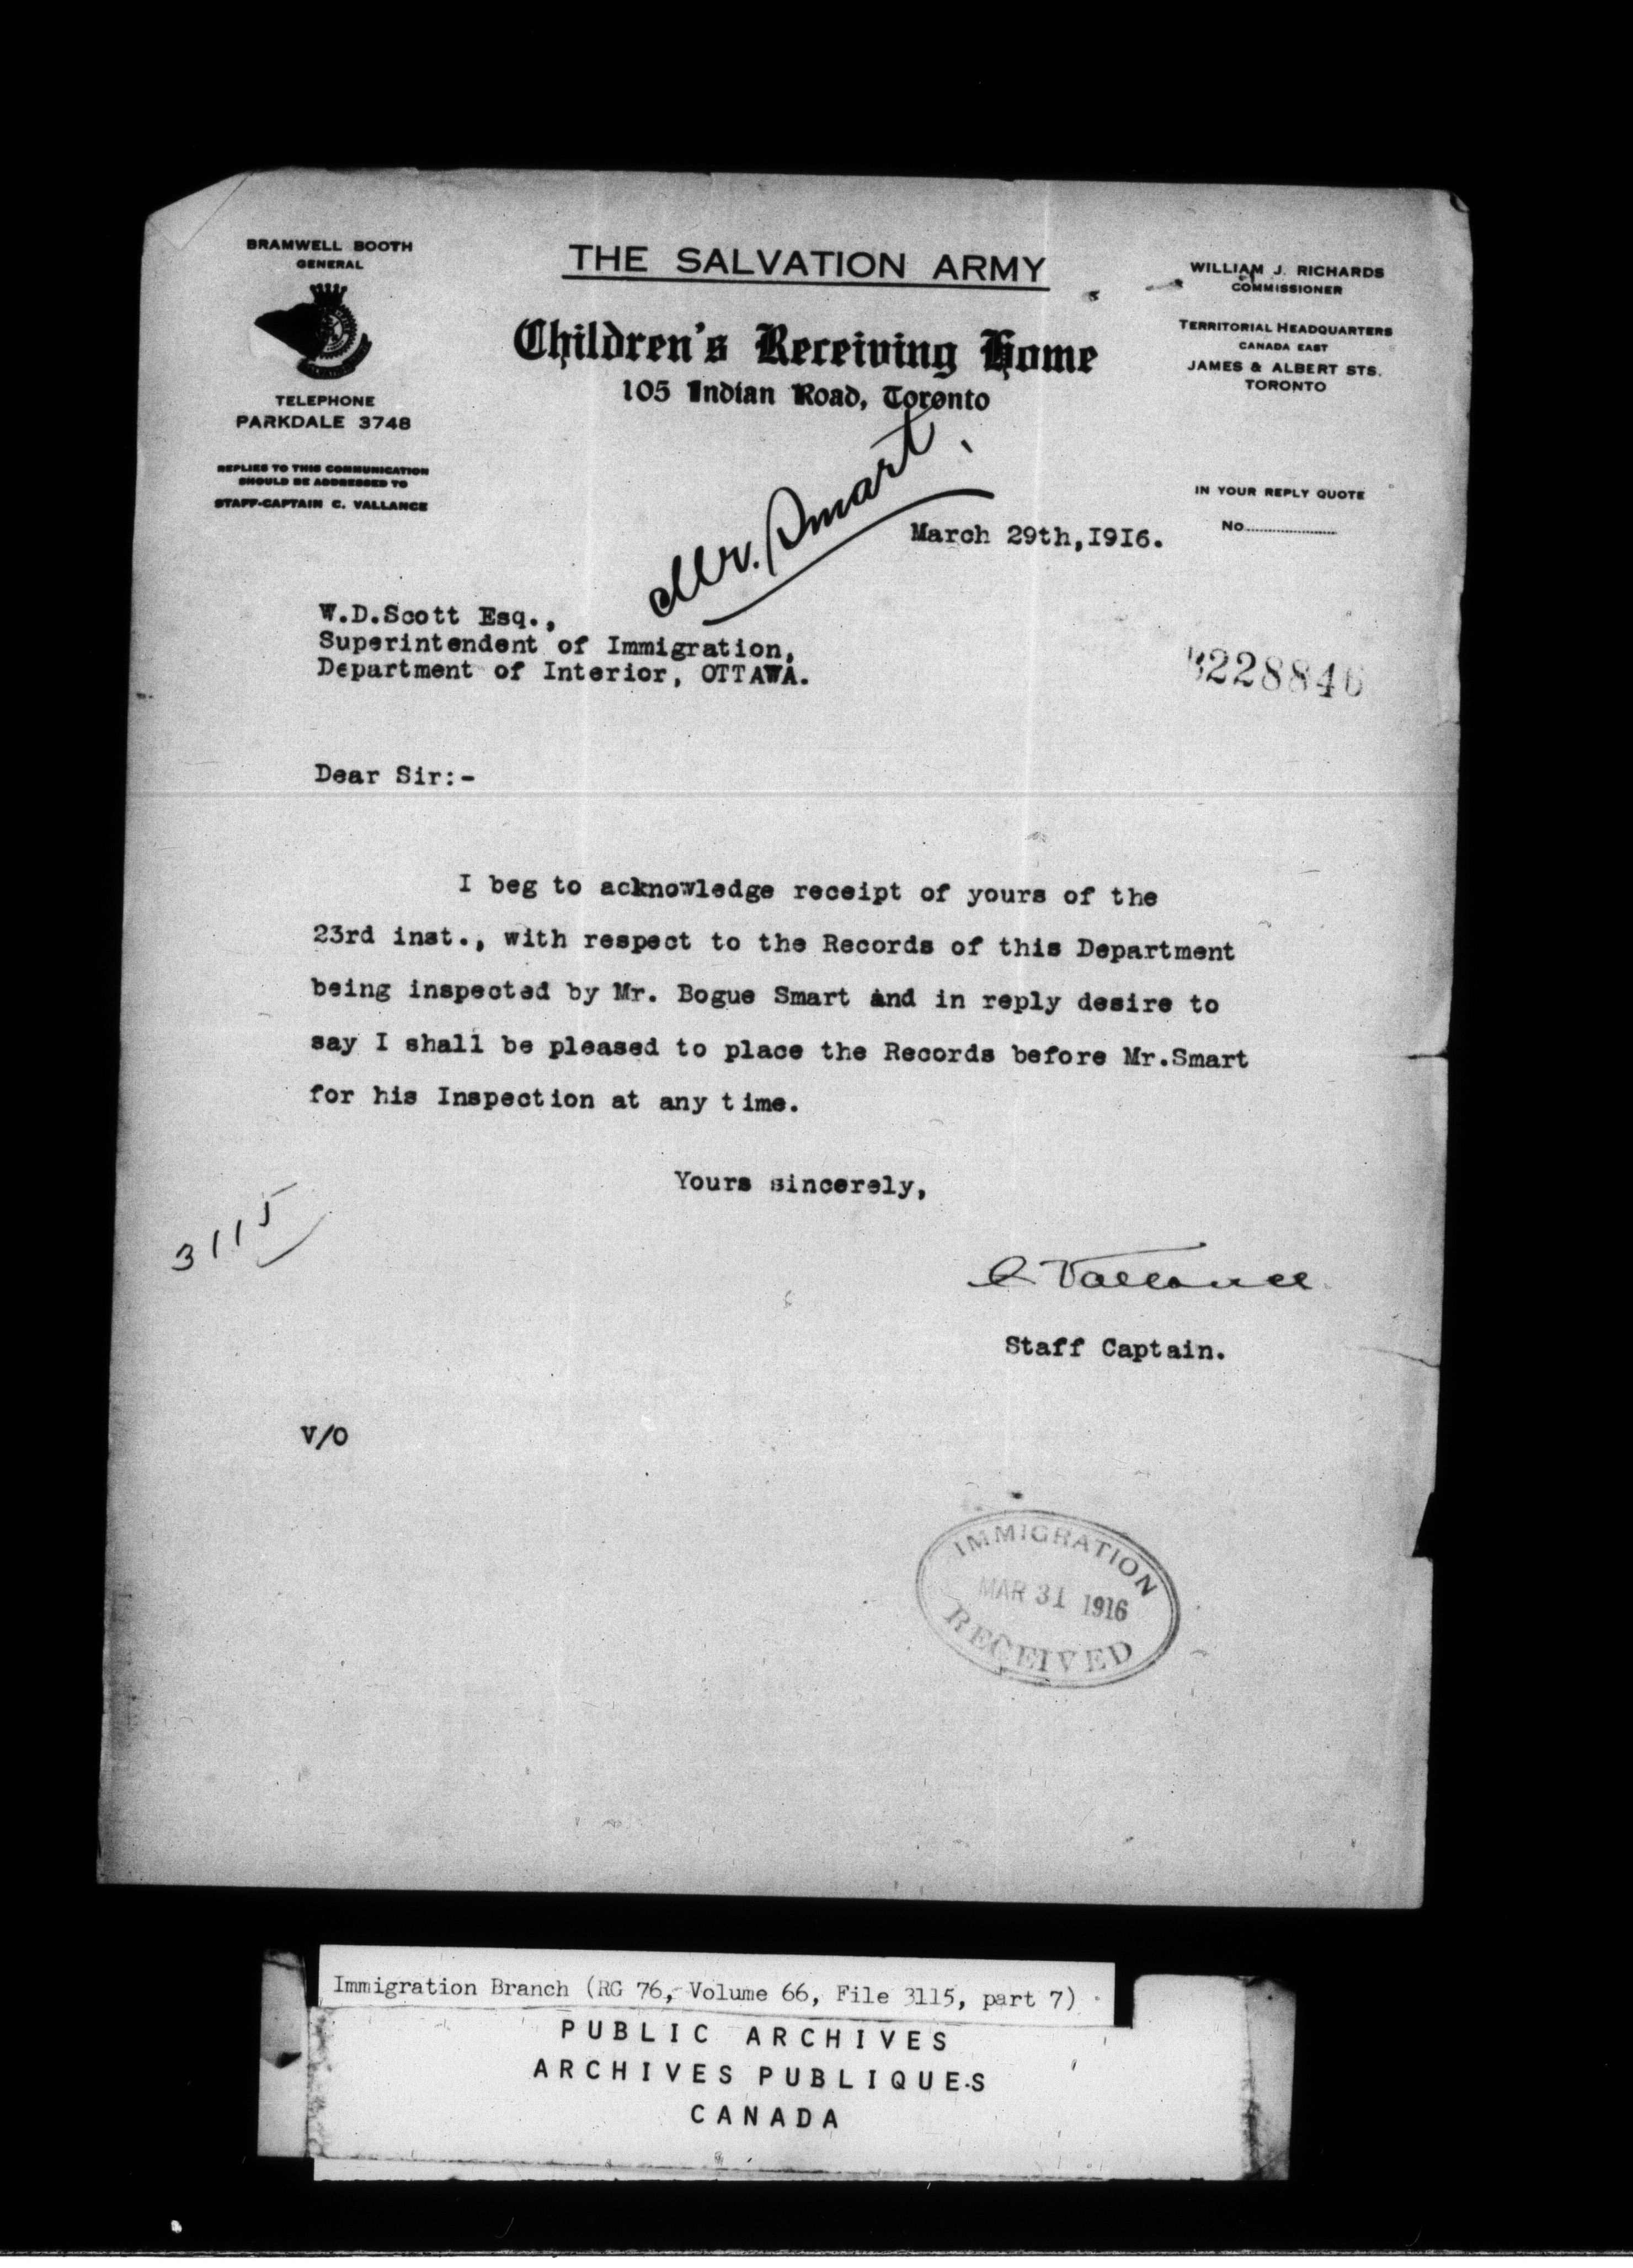 BRAMWELL BOOTH
GENERAL
TELEPHONE
PARKDALE 3748
REPLIES TO THIS COMMUNICATION
SHOULD BE ADDRESSED TO
STAFF-CAPTAIN C. VALLANCE
THE SALVATION ARMY
Children's Receiving Home
105 Indian Road, Toronto
WILLIAM J. RICHARDS
COMMISSIONER
TERRITORIAL HEADQUARTERS
CANADA EAST
JAMES & ALBERT STS.
TORONTO
IN YOUR REPLY QUOTE
No
Mr. Smart
March 29th,I9I6.
W.D.Scott Esq.,
Superintendent of Immigration,
Department of Interior, OTTAWA.
228846
Dear Sir:-
I beg to acknowledge receipt of yours of the
23rd inst., with respect to the Records of this Department
being inspected by Mr. Bogue Smart and in reply desire to
say I shall be pleased to place the Records before Mr.Smart
for his Inspection at any time.
Yours sincerely,
3115
C Vallance
Staff Captain.
V/O
IMMIGRATION
MAR 31 1916
RECEIVED
Immigration Branch (RG 76, Volume 66, File 3115, part 7)
PUBLIC ARCHIVES
ARCHIVES PUBLIQUES
CANADA